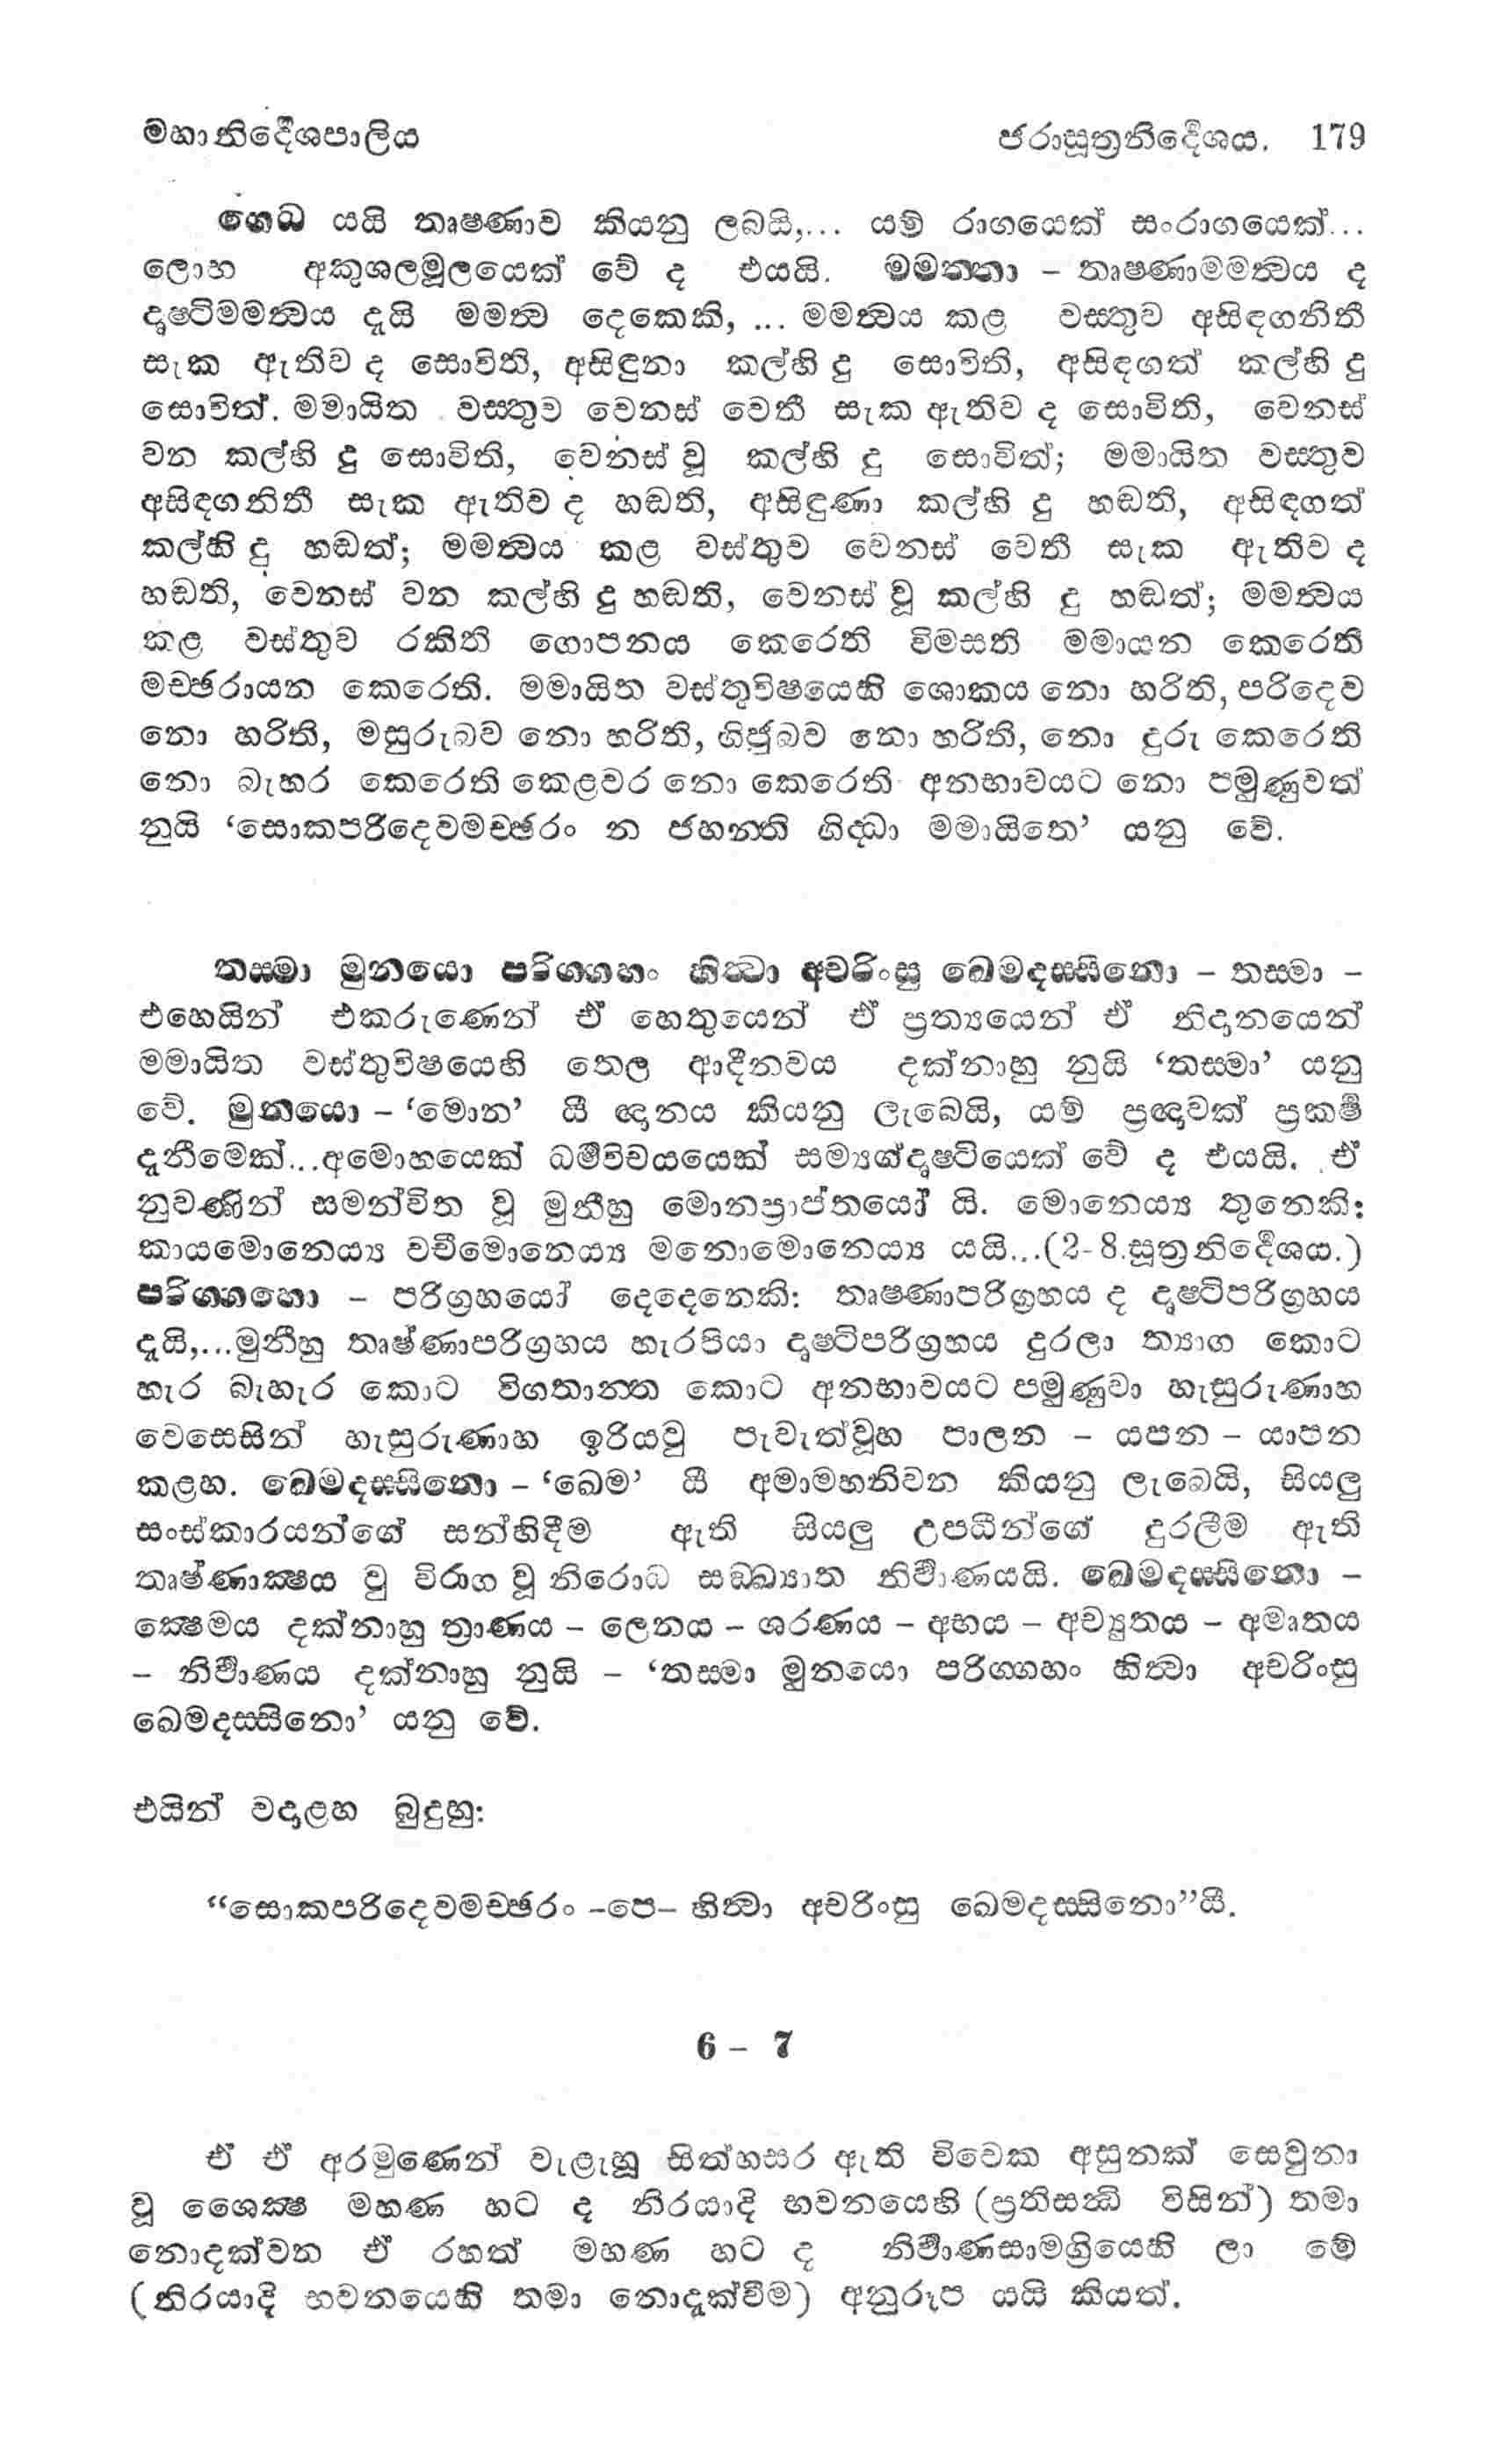 මහානිර්දෙශපාලිය ජරාසූත්‍රනිර්දෙශය. 179
ගෙධ යයි තෘෂ්ණාව කියනු ලබයි,... යම් රාගයෙක් සංරාගයෙක්...
ලොභ අකුශලමූලයෙක් වේ ද එයයි. මමත්තා – තෘෂ්ණාමමත්‍වය ද
දෘෂ්ටිමමත්‍වය දැයි මමත්‍ව දෙකෙකි, ... මමත්‍වය කළ වස්තුව අසිඳගනිතී
සැක ඇතිව ද සොවිති, අසිඳුනා කල්හි දු සොවිති, අසිඳගත් කල්හි දු
සොවිත්. මමායිත වස්තුව වෙනස් වෙතී සැක ඇතිව ද සොවිති, වෙනස්
වන කල්හි දු සොවිති, වෙනස් වූ කල්හි දු සොවිත්; මමායිත වස්තුව
අසිඳගනිතී සැක ඇතිව ද හඬති, අසිඳුණා කල්හි දු හඬති, අසිඳගත්
කල්හි දු හඬත්; මමත්‍වය කළ වස්තුව වෙනස් වෙතී සැක ඇතිව ද
හඬති, වෙනස් වන කල්හි දු හඬති, වෙනස් වූ කල්හි දු හඬත්; මමත්‍වය
කළ වස්තුව රකිති ගොපනය කෙරෙති විමසති මමායන කෙරෙතී
මච්ඡරායන කෙරෙති. මමායිත වස්තුවිෂයෙහි ශොකය නො හරිති, පරිදෙව
නො හරිති, මසුරුබව නො හරිති, ගිජුබව නො හරිති, නො දුරු කෙරෙති
නො බැහර කෙරෙති කෙළවර නො කෙරෙති අනභාවයට නො පමුණුවත්
නුයි ‘සොකපරිදෙවමච්ඡරං න ජහන්ති ගිද්ධා මමායිතෙ’ යනු වේ.
තස්මා මුනයො පරිග්ගහං හිත්‍වා අචරිංසු ඛෙමදස්සිනො – තස්මා –
එහෙයින් එකරුණෙන් ඒ හෙතුයෙන් ඒ ප්‍රත්‍යයෙන් ඒ නිදානයෙන්
මමායිත වස්තුවිෂයෙහි තෙල ආදීනවය දක්නාහු නුයි ‘තස්මා’ යනු
වේ. මුනයො – ‘මොන’ යී ඥානය කියනු ලැබෙයි, යම් ප්‍රඥාවක් ප්‍රකර්ෂ
දැනීමෙක්...අමොහයෙක් ධර්මවිචයයෙක් සම්‍යග්දෘෂ්ටියෙක් වේ ද එයයි. ඒ
නුවණින් සමන්විත වූ මුනීහු මොනප්‍රාප්තයෝ යි. මොනෙය්‍ය තුනෙකි:
කායමොනෙය්‍ය වචීමොනෙය්‍ය මනොමොනෙය්‍ය යයි...(2-8.සූත්‍රනිර්දෙශය.)
පරිග්ගහො – පරිග්‍රහයෝ දෙදෙනෙකි: තෘෂ්ණාපරිග්‍රහය ද දෘෂ්ටිපරිග්‍රහය
දැයි,...මුනීහු තෘෂ්ණාපරිග්‍රහය හැරපියා දෘෂ්ටිපරිග්‍රහය දුරලා ත්‍යාග කොට
හැර බැහැර කොට විගතාන්ත කොට අනභාවයට පමුණුවා හැසුරුණාහ
වෙසෙසින් හැසුරුණාහ ඉරියවු පැවැත්වූහ පාලන – යපන – යාපන
කළහ. ඛෙමදස්සිනො – ‘ඛෙම’ යී අමාමහනිවන කියනු ලැබෙයි, සියලු
සංස්කාරයන්ගේ සන්හිදීම ඇති සියලු උපධීන්ගේ දුරලීම ඇති
තෘෂ්ණාක්‍ෂය වු විරාග වූ නිරොධ සඞ්ඛ්‍යාත නිර්වාණයයි. ඛෙමදස්සිනො –
ක්‍ෂෙමය දක්නාහු ත්‍රාණය – ලෙනය – ශරණය – අභය – අච්‍යුතය – අමෘතය
– නිර්වාණය දක්නාහු නුයි – ‘තස්මා මුනයො පරිග්ගහං හිත්‍වා අචරිංසු
ඛෙමදස්සිනො’ යනු වේ.
එයින් වදාළහ බුදුහු:
“සොකපරිදෙවමච්ඡරං -පෙ- හිත්‍වා අචරිංසු ඛෙමදස්සිනො”යී.
6 – 7
ඒ ඒ අරමුණෙන් වැළැහූ සිත්හසර ඇති විවෙක අසුනක් සෙවුනා
වූ ශෛක්‍ෂ මහණ හට ද නිරයාදි භවනයෙහි (ප්‍රතිසන්ධි විසින්) තමා
නොදක්වන ඒ රහත් මහණ හට ද නිර්වාණසාමග්‍රියෙහි ලා මේ
(නිරයාදි භවනයෙහි තමා නොදැක්වීම) අනුරූප යයි කියත්.